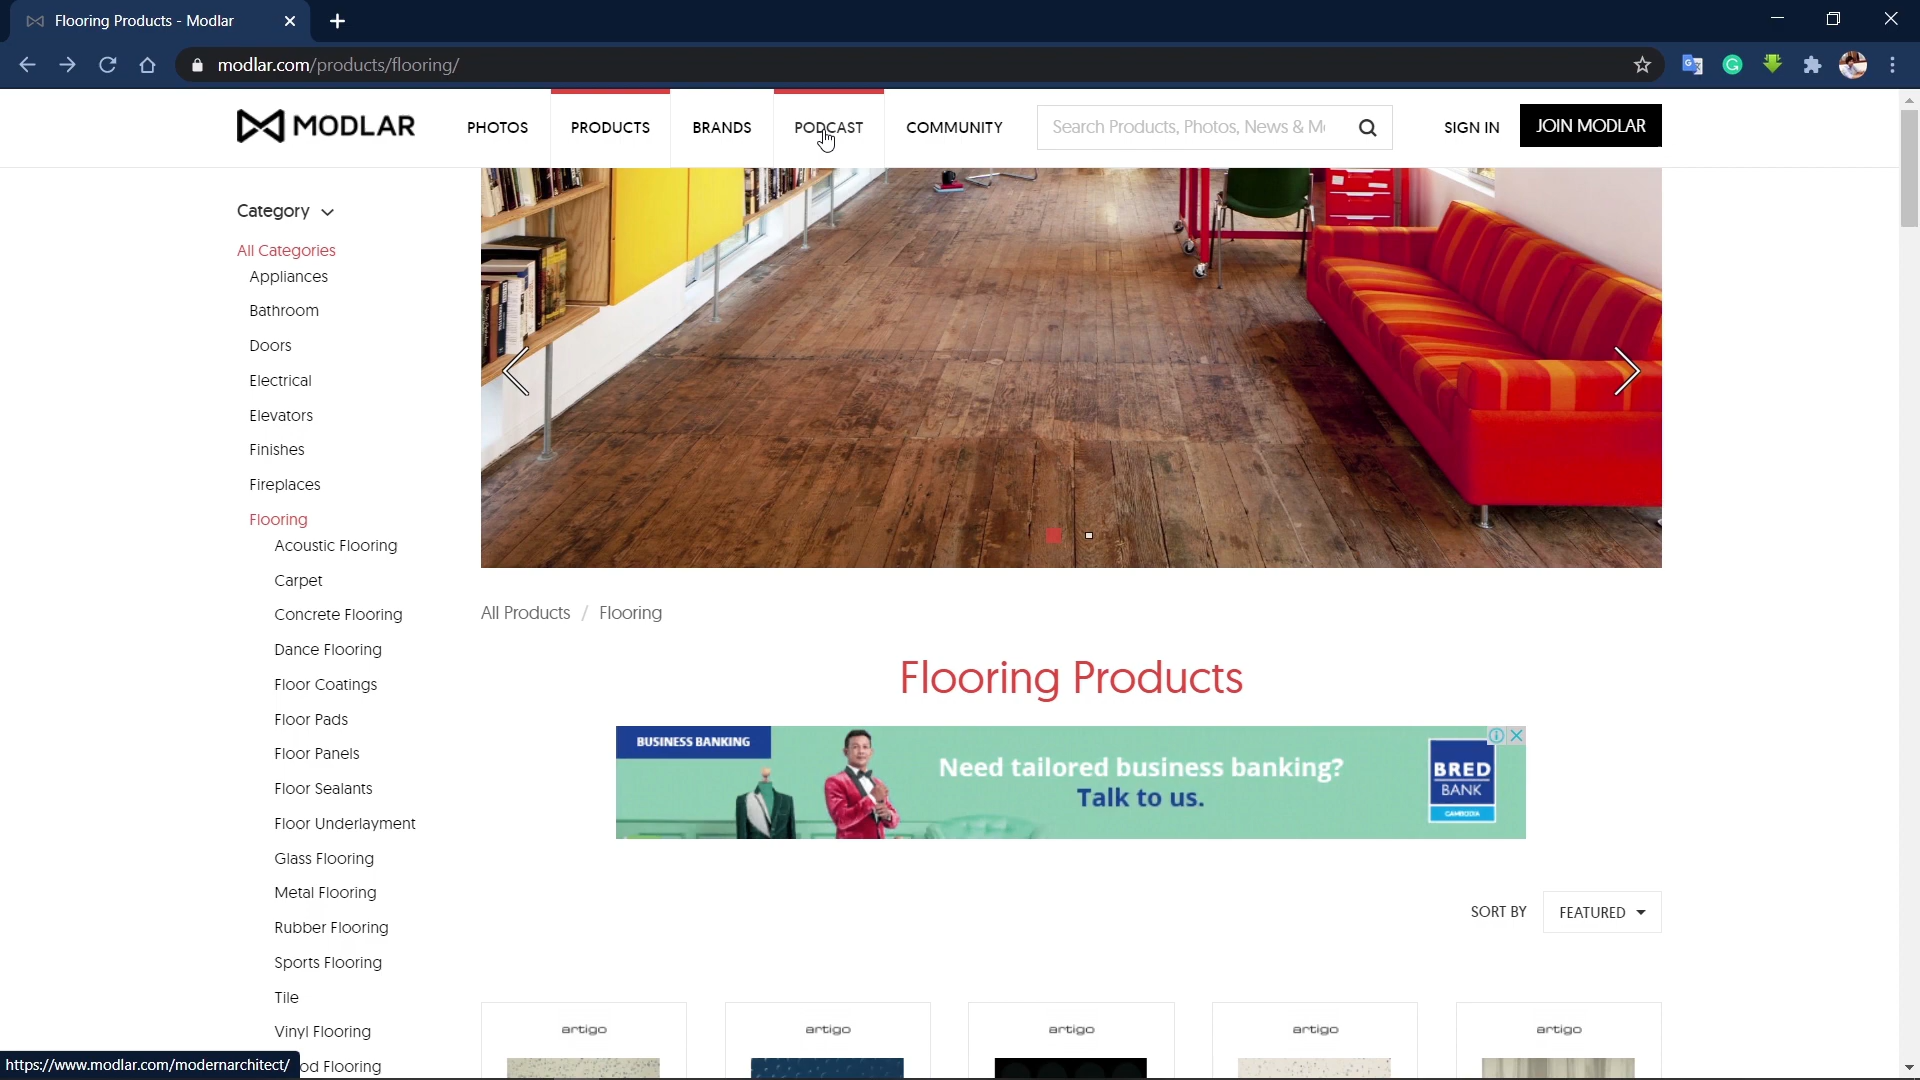 Flooring Products - Modlar
modlar.com/products/flooring/
MODLAR
PHOTOS
PRODUCTS
BRANDS
PODCAST
COMMUNITY
Search Products, Photos, News & M
SIGN IN
JOIN MODLAR
Category
All Categories
Appliances
Bathroom
Doors
Electrical
Elevators
Finishes
Fireplaces
Flooring
Acoustic Flooring
Carpet
Concrete Flooring
Dance Flooring
Floor Coatings
Floor Pads
Floor Panels
Floor Sealants
Floor Underlayment
Glass Flooring
Metal Flooring
Rubber Flooring
Sports Flooring
Tile
Vinyl Flooring
od Flooring
All Products / Flooring
Flooring Products
BUSINESS BANKING
Need tailored business banking?
Talk to us.
BRED
BANK
CAMBODIA
SORT BY
FEATURED
artigo
artigo
artigo
artigo
artigo
https://www.modlar.com/modernarchitect/